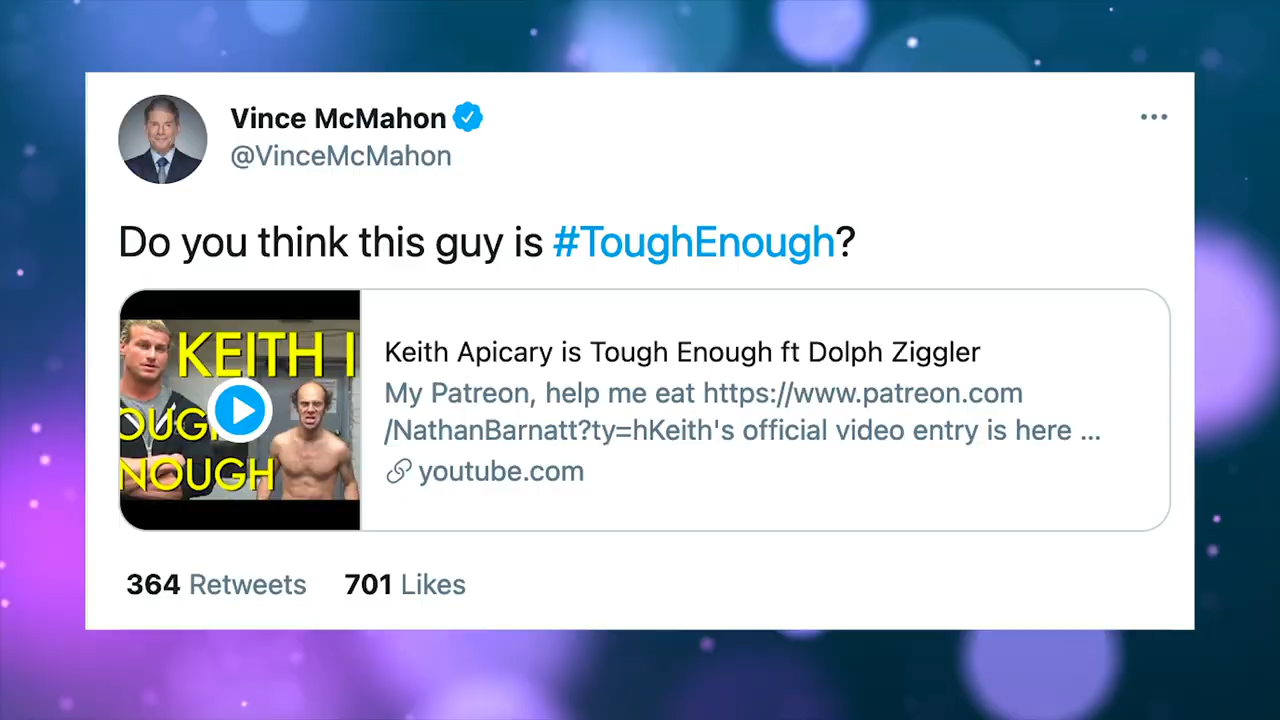 Vince McMahon
@VinceMcMahon
Do you think this guy is #ToughEnough?
KEITH I
OUG
NOUGH
Keith Apicary is Tough Enough ft Dolph Ziggler
My Patreon, help me eat https://www.patreon.com
/NathanBarnatt?ty=hKeith's official video entry is here ...
youtube.com
364 Retweets 701 Likes